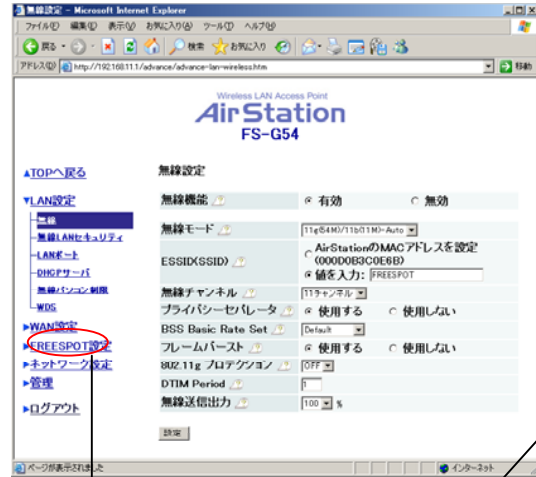 無線設定 - Microsoft Internet Explorer
ファイル(F) 編集(E) 表示(V) お気に入り(A) ツール(T) ヘルプ(H)
戻る 検索 お気に入り
アドレス(D) http://192.168.11.1/advance/advance-lan-wireless.htm 移動
Wireless LAN Access Point
AirStation
FS-G54
▲TOPへ戻る
無線設定
▼LAN設定
無線
無線LANセキュリティ
LANポート
DHCPサーバ
無線パソコン制限
WDS
▶WAN設定
▶FREESPOT設定
▶ネットワーク設定
▶管理
▶ログアウト
無線機能 有効 無効
無線モード 11g(54M)/11b(11M)-Auto
ESSID(SSID) AirStationのMACアドレスを設定
(000D0B3C0E6B)
値を入力: FREESPOT
無線チャンネル 11チャンネル
プライバシーセパレータ 使用する 使用しない
BSS Basic Rate Set Default
フレームバースト 使用する 使用しない
802.11g プロテクション OFF
DTIM Period 1
無線送信出力 100 %
設定
ページが表示されました インターネット